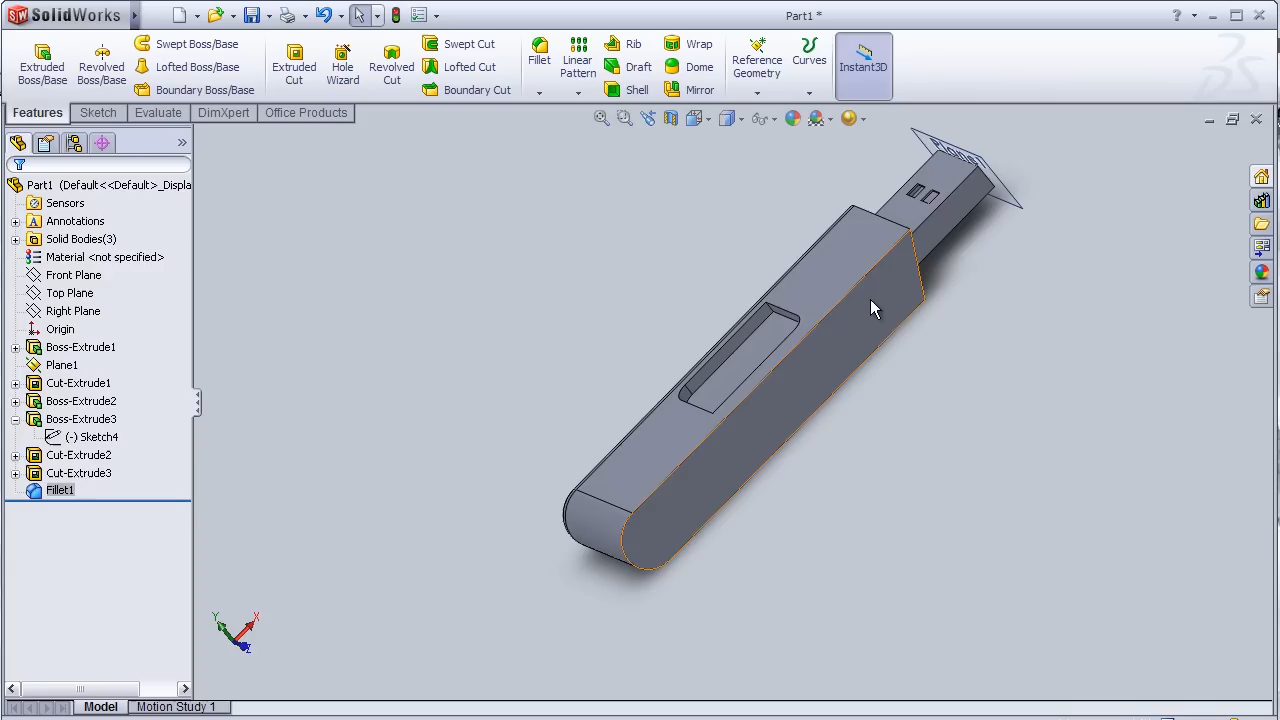 SolidWorks
Part1 *
Extruded Boss/Base
Revolved Boss/Base
Swept Boss/Base
Lofted Boss/Base
Boundary Boss/Base
Extruded Cut
Hole Wizard
Revolved Cut
Swept Cut
Lofted Cut
Boundary Cut
Fillet
Linear Pattern
Rib
Draft
Shell
Wrap
Dome
Mirror
Reference Geometry
Curves
Instant3D
Features
Sketch
Evaluate
DimXpert
Office Products
Part1 (Default<<Default>_Displa
Sensors
Annotations
Solid Bodies(3)
Material <not specified>
Front Plane
Top Plane
Right Plane
Origin
Boss-Extrude1
Plane1
Cut-Extrude1
Boss-Extrude2
Boss-Extrude3
(-) Sketch4
Cut-Extrude2
Cut-Extrude3
Fillet1
Plane1
Y
X
Z
Model
Motion Study 1